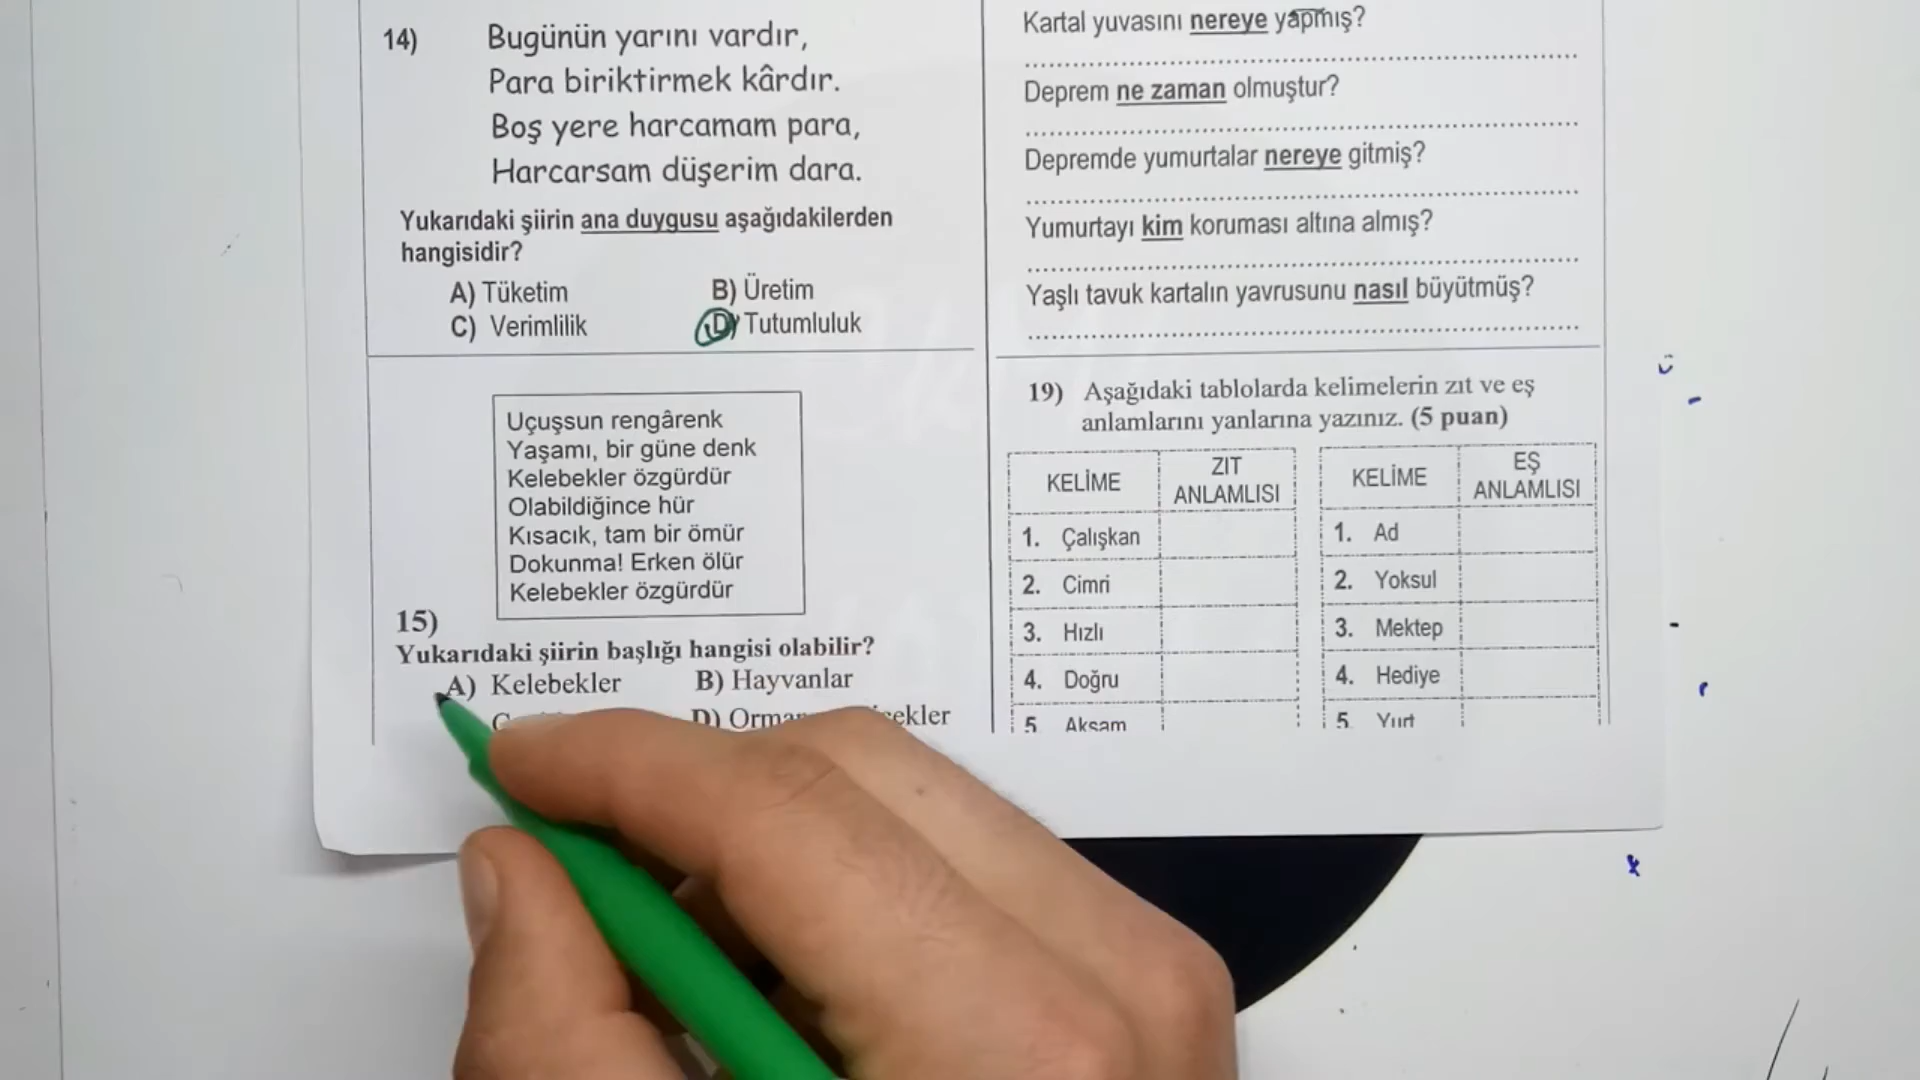 14)
Bugünün yarını vardır,
Para biriktirmek kârdır.
Boş yere harcamam para,
Harcarsam düşerim dara.
Yukarıdaki şiirin ana duygusu aşağıdakilerden
hangisidir?
A) Tüketim B) Üretim
C) Verimlilik D) Tutumluluk
Uçuşsun rengârenk
Yaşamı, bir güne denk
Kelebekler özgürdür
Olabildiğince hür
Kısacık, tam bir ömür
Dokunma! Erken ölür
Kelebekler özgürdür
15)
Yukarıdaki şiirin başlığı hangisi olabilir?
A) Kelebekler B) Hayvanlar
D)
Kartal yuvasını nereye yapmış?
Deprem ne zaman olmuştur?
Depremde yumurtalar nereye gitmiş?
Yumurtayı kim koruması altına almış?
Yaşlı tavuk kartalın yavrusunu nasıl büyütmüş?
19) Aşağıdaki tablolarda kelimelerin zıt ve eş
anlamlarını yanlarına yazınız. (5 puan)
KELİME ZIT ANLAMLISI
1. Çalışkan
2. Cimri
3. Hızlı
4. Doğru
5 Akşam
KELİME EŞ ANLAMLISI
1. Ad
2. Yoksul
3. Mektep
4. Hediye
5. Yurt